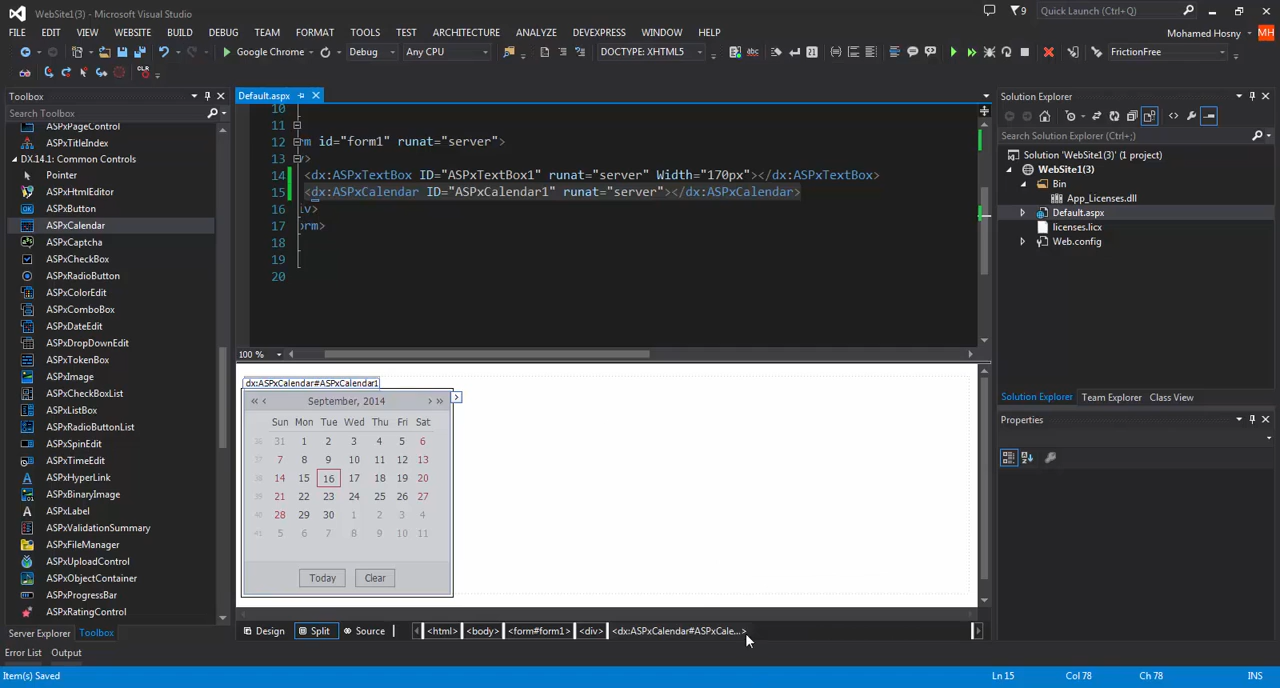 WebSite1(3) - Microsoft Visual Studio
9
Quick Launch (Ctrl+Q)
FILE EDIT VIEW WEBSITE BUILD DEBUG TEAM FORMAT TOOLS TEST ARCHITECTURE ANALYZE DEVEXPRESS WINDOW HELP
Mohamed Hosny MH
Google Chrome Debug Any CPU DOCTYPE: XHTML5 FrictionFree
CLR
Toolbox
Search Toolbox
ASPxPageControl
ASPxTitleIndex
DX.14.1: Common Controls
Pointer
ASPxHtmlEditor
ASPxButton
ASPxCalendar
ASPxCaptcha
ASPxCheckBox
ASPxRadioButton
ASPxColorEdit
ASPxComboBox
ASPxDateEdit
ASPxDropDownEdit
ASPxTokenBox
ASPxImage
ASPxCheckBoxList
ASPxListBox
ASPxRadioButtonList
ASPxSpinEdit
ASPxTimeEdit
ASPxHyperLink
ASPxBinaryImage
ASPxLabel
ASPxValidationSummary
ASPxFileManager
ASPxUploadControl
ASPxObjectContainer
ASPxProgressBar
ASPxRatingControl
Server Explorer Toolbox
Default.aspx
10
11
12 rm id="form1" runat="server">
13 v>
14 <dx:ASPxTextBox ID="ASPxTextBox1" runat="server" Width="170px"></dx:ASPxTextBox>
15 <dx:ASPxCalendar ID="ASPxCalendar1" runat="server"></dx:ASPxCalendar>
16 iv>
17 orm>
18
19
20
100 %
dx:ASPxCalendar#ASPxCalendar1
« ‹ September, 2014 › »
Sun Mon Tue Wed Thu Fri Sat
36 31 1 2 3 4 5 6
37 7 8 9 10 11 12 13
38 14 15 16 17 18 19 20
39 21 22 23 24 25 26 27
40 28 29 30 1 2 3 4
41 5 6 7 8 9 10 11
Today Clear
Design Split Source <html> <body> <form#form1> <div> <dx:ASPxCalendar#ASPxCale...>
Solution Explorer
Search Solution Explorer (Ctrl+;)
Solution 'WebSite1(3)' (1 project)
WebSite1(3)
Bin
App_Licenses.dll
Default.aspx
licenses.licx
Web.config
Solution Explorer Team Explorer Class View
Properties
Error List Output
Item(s) Saved Ln 15 Col 78 Ch 78 INS